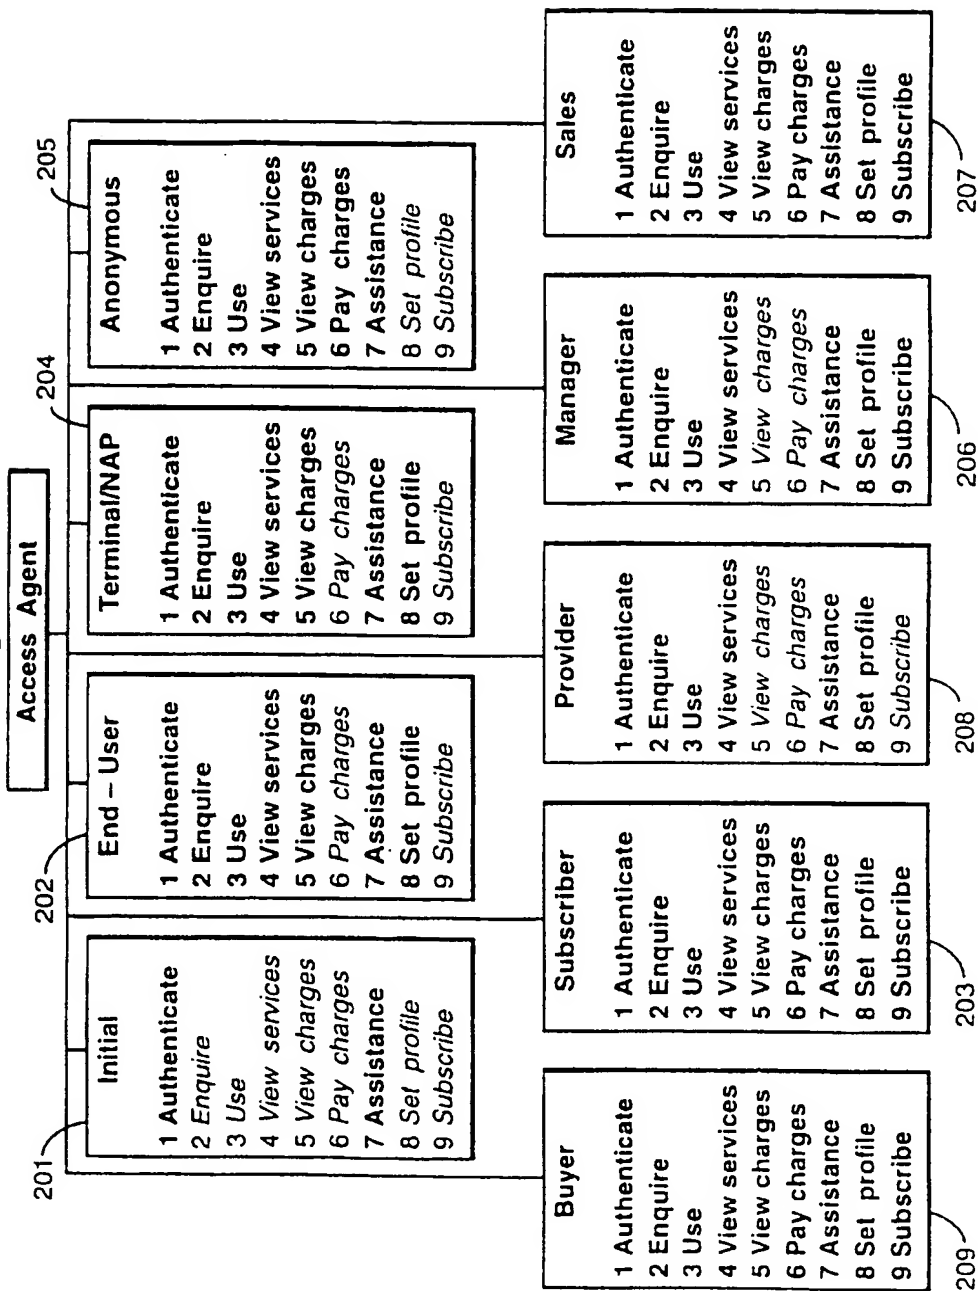 Access Agent
201
Initial
1 Authenticate
2 Enquire
3 Use
4 View services
5 View charges
6 Pay charges
7 Assistance
8 Set profile
9 Subscribe
202
End – User
1 Authenticate
2 Enquire
3 Use
4 View services
5 View charges
6 Pay charges
7 Assistance
8 Set profile
9 Subscribe
204
Terminal/NAP
1 Authenticate
2 Enquire
3 Use
4 View services
5 View charges
6 Pay charges
7 Assistance
8 Set profile
9 Subscribe
205
Anonymous
1 Authenticate
2 Enquire
3 Use
4 View services
5 View charges
6 Pay charges
7 Assistance
8 Set profile
9 Subscribe
Buyer
1 Authenticate
2 Enquire
3 Use
4 View services
5 View charges
6 Pay charges
7 Assistance
8 Set profile
9 Subscribe
209
Subscriber
1 Authenticate
2 Enquire
3 Use
4 View services
5 View charges
6 Pay charges
7 Assistance
8 Set profile
9 Subscribe
203
Provider
1 Authenticate
2 Enquire
3 Use
4 View services
5 View charges
6 Pay charges
7 Assistance
8 Set profile
9 Subscribe
208
Manager
1 Authenticate
2 Enquire
3 Use
4 View services
5 View charges
6 Pay charges
7 Assistance
8 Set profile
9 Subscribe
206
Sales
1 Authenticate
2 Enquire
3 Use
4 View services
5 View charges
6 Pay charges
7 Assistance
8 Set profile
9 Subscribe
207